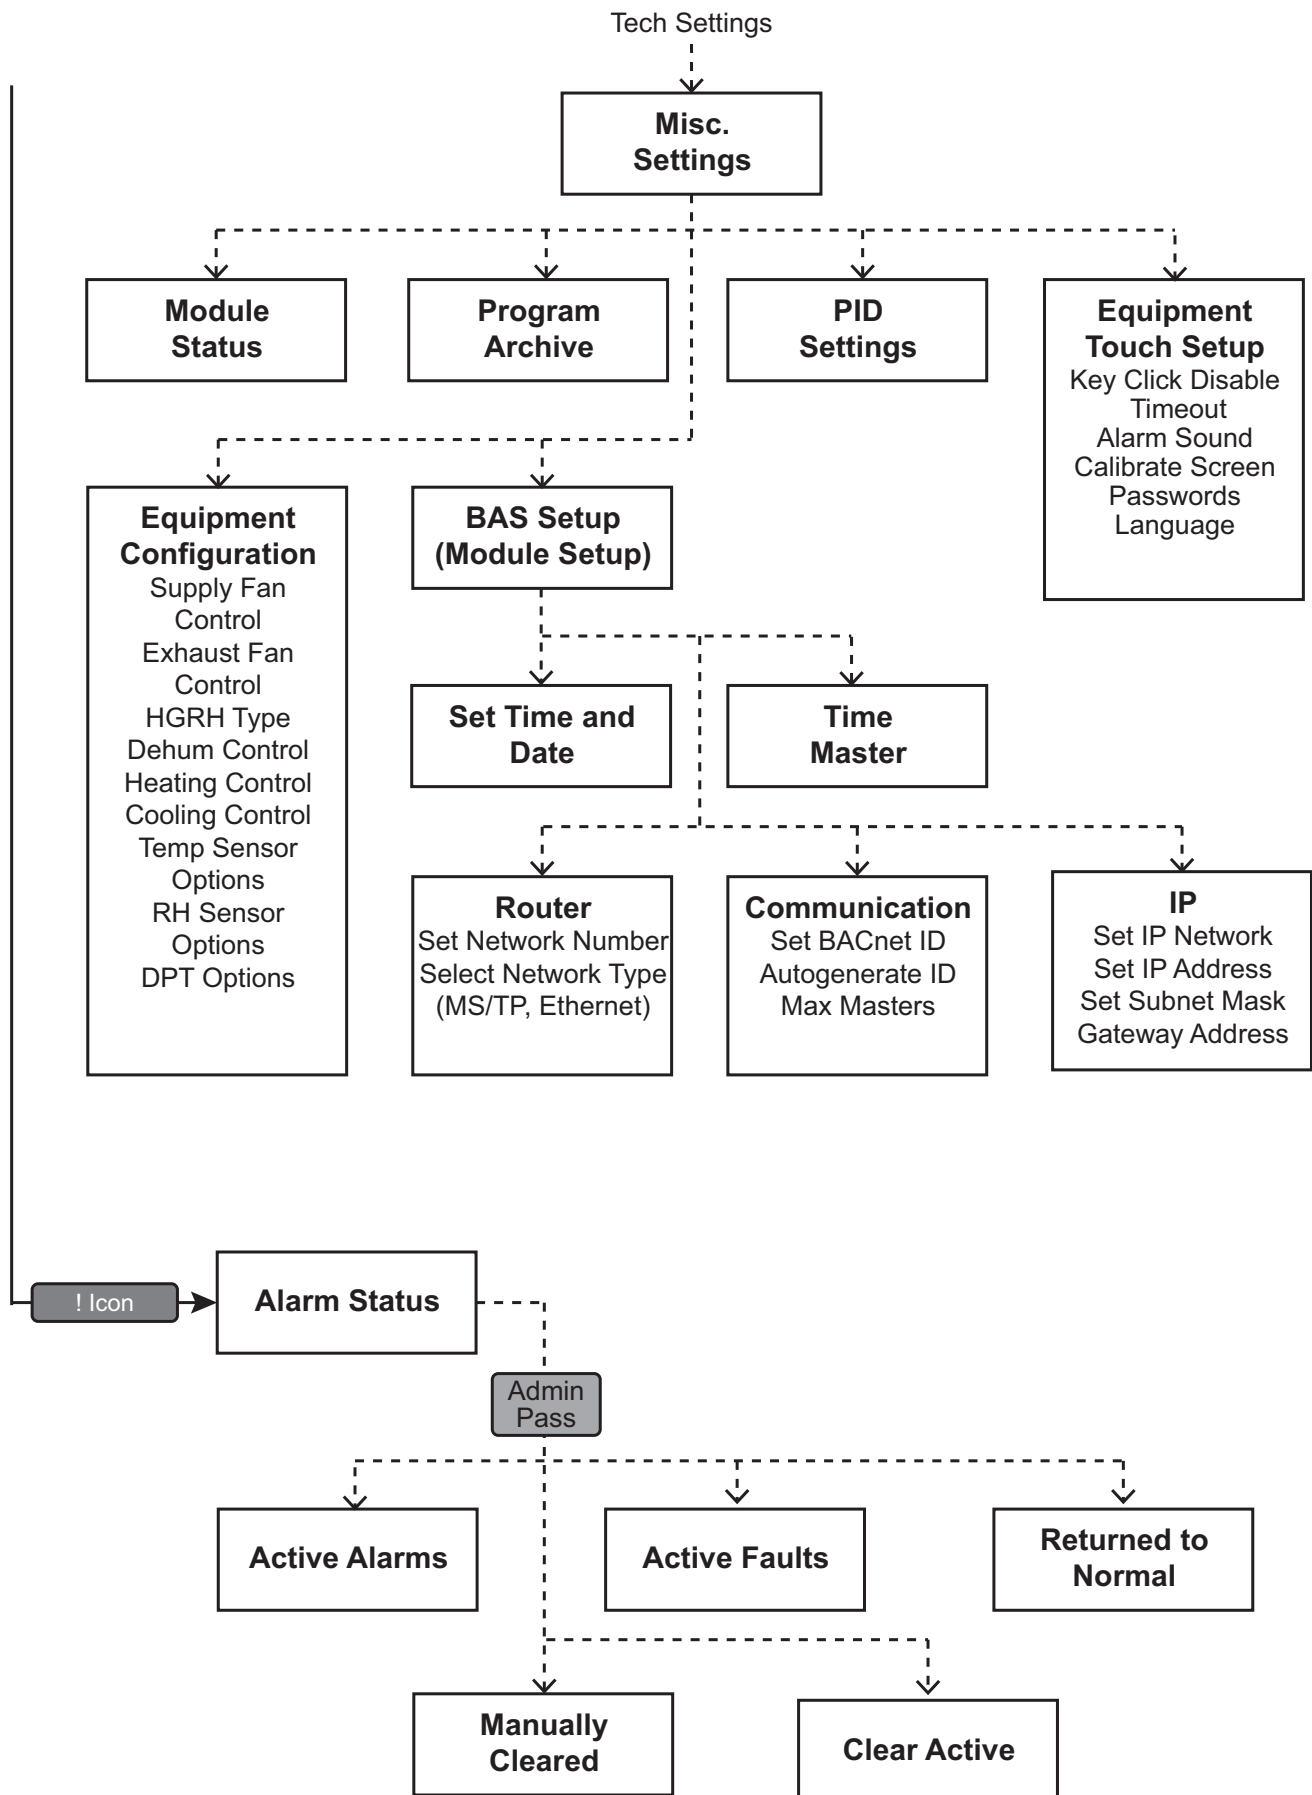 Tech Settings
Misc.
Settings
Module
Status
Program
Archive
PID
Settings
Equipment
Touch Setup
Key Click Disable
Timeout
Alarm Sound
Calibrate Screen
Passwords
Language
Equipment
Configuration
Supply Fan
Control
Exhaust Fan
Control
HGRH Type
Dehum Control
Heating Control
Cooling Control
Temp Sensor
Options
RH Sensor
Options
DPT Options
BAS Setup
(Module Setup)
Set Time and
Date
Time
Master
Router
Set Network Number
Select Network Type
(MS/TP, Ethernet)
Communication
Set BACnet ID
Autogenerate ID
Max Masters
IP
Set IP Network
Set IP Address
Set Subnet Mask
Gateway Address
! Icon
Alarm Status
Admin
Pass
Active Alarms
Active Faults
Returned to
Normal
Manually
Cleared
Clear Active